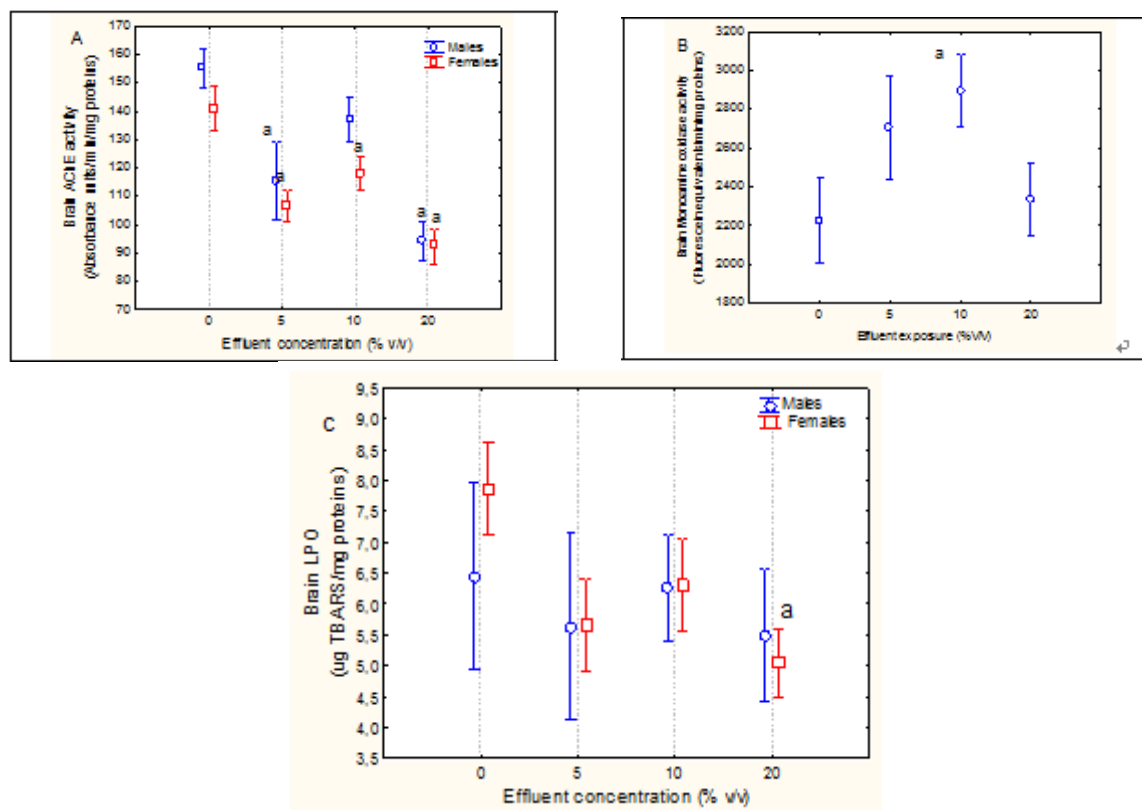 A
Males
Females
Brain AChE activity
(Absorbance units/min/mg proteins)
170
160
150
140
130
120
110
100
90
80
70
a
a
a
a
a
0
5
10
20
Effluent concentration (% v/v)
B
Brain Monoamine oxidase activity
3200
3000
2800
2600
2400
2200
2000
1800
a
0
5
10
20
Effluent exposure (%V/V)
C
Males
Females
Brain LPO
(ug TBARS/mg proteins)
9,5
9,0
8,5
8,0
7,5
7,0
6,5
6,0
5,5
5,0
4,5
4,0
3,5
a
0
5
10
20
Effluent concentration (% v/v)